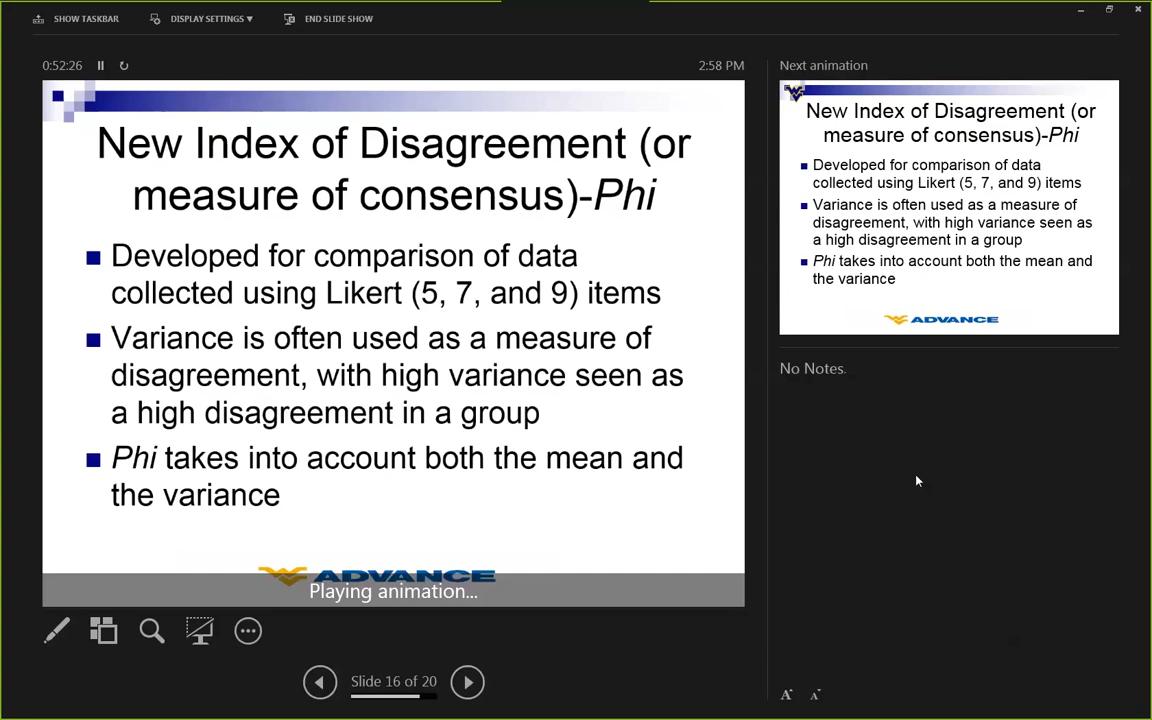 SHOW TASKBAR
DISPLAY SETTINGS ▼
END SLIDE SHOW
0:52:26
2:58 PM
New Index of Disagreement (or
measure of consensus)-Phi
Developed for comparison of data
collected using Likert (5, 7, and 9) items
Variance is often used as a measure of
disagreement, with high variance seen as
a high disagreement in a group
Phi takes into account both the mean and
the variance
ADVANCE
Playing animation...
Slide 16 of 20
Next animation
New Index of Disagreement (or
measure of consensus)-Phi
Developed for comparison of data
collected using Likert (5, 7, and 9) items
Variance is often used as a measure of
disagreement, with high variance seen as
a high disagreement in a group
Phi takes into account both the mean and
the variance
ADVANCE
No Notes.
A A